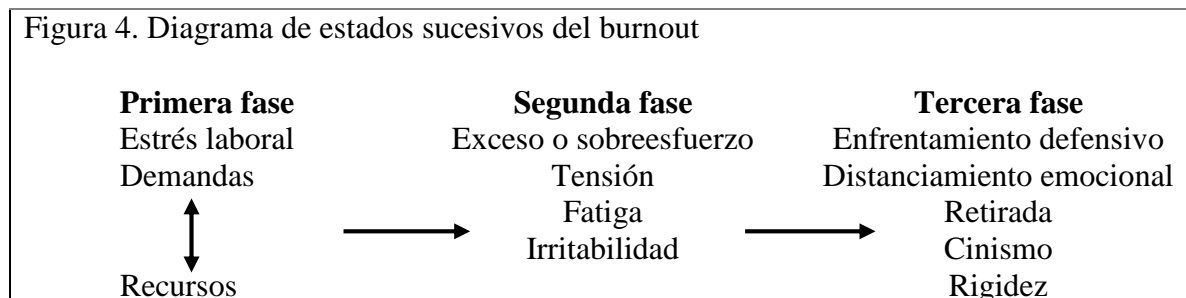 Figura 4. Diagrama de estados sucesivos del burnout
Primera fase
Estrés laboral
Demandas
Recursos
Segunda fase
Exceso o sobreesfuerzo
Tensión
Fatiga
Irritabilidad
Tercera fase
Enfrentamiento defensivo
Distanciamiento emocional
Retirada
Cinismo
Rigidez